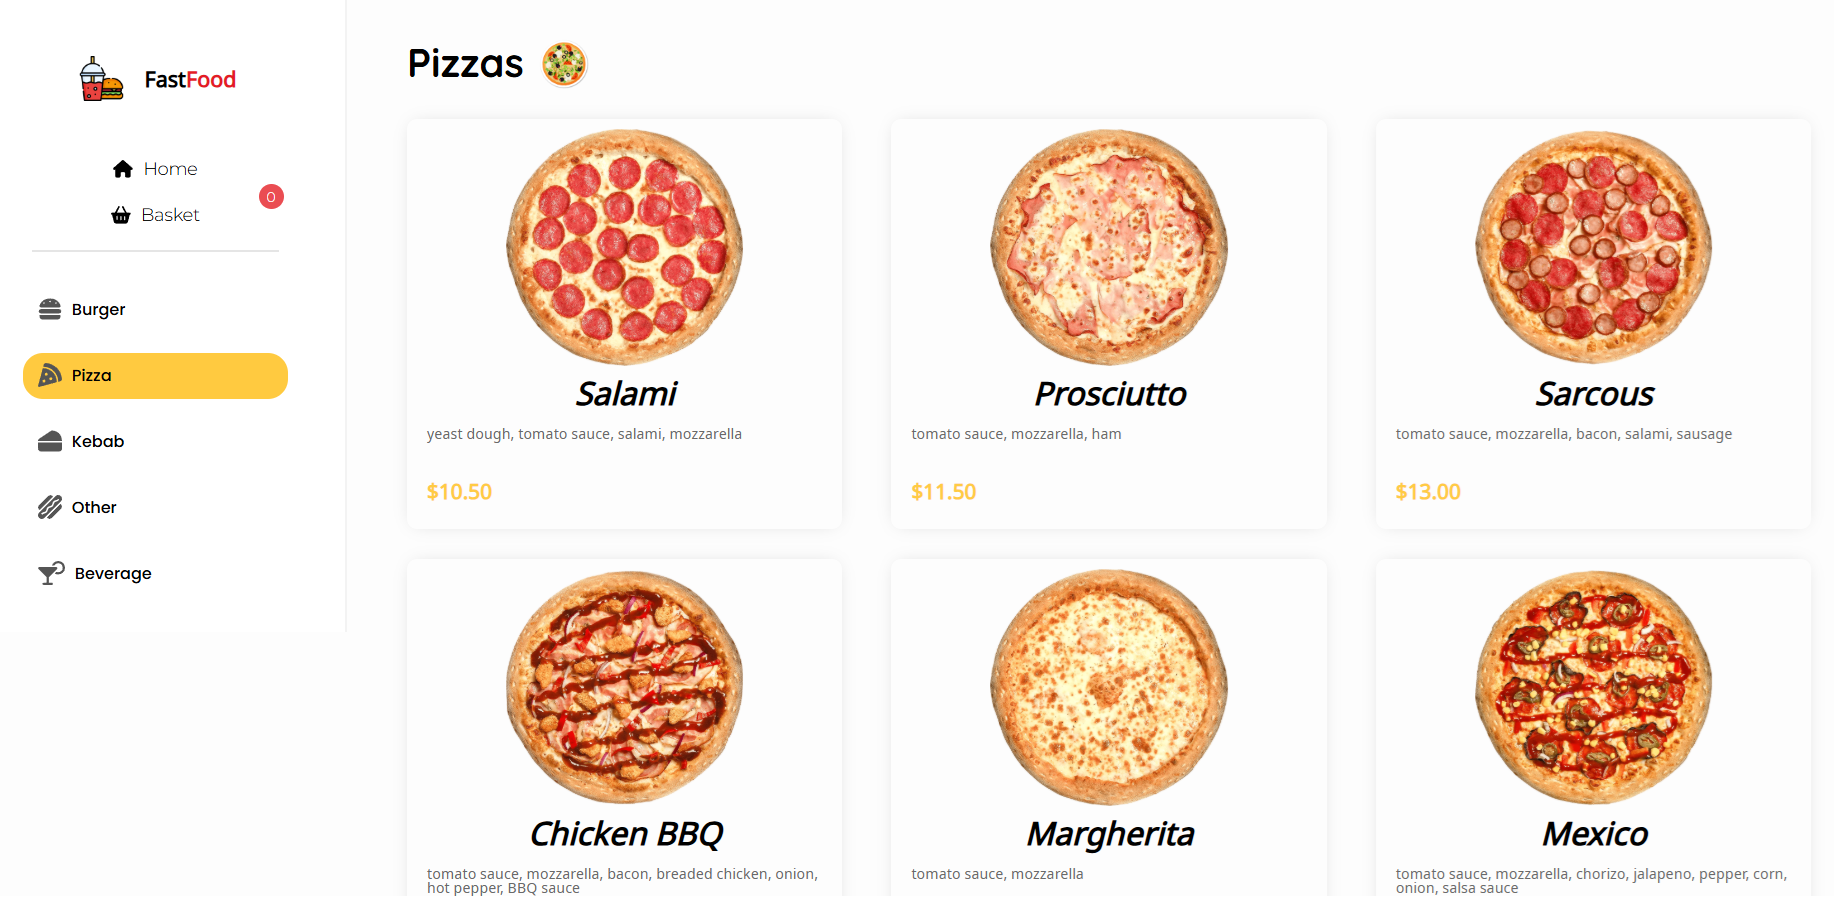 FastFood
Home
0
Basket
Burger
Pizza
Kebab
Other
Beverage
Pizzas
Salami
yeast dough, tomato sauce, salami, mozzarella
$10.50
Prosciutto
tomato sauce, mozzarella, ham
$11.50
Sarcous
tomato sauce, mozzarella, bacon, salami, sausage
$13.00
Chicken BBQ
tomato sauce, mozzarella, bacon, breaded chicken, onion,
hot pepper, BBQ sauce
Margherita
tomato sauce, mozzarella
Mexico
tomato sauce, mozzarella, chorizo, jalapeno, pepper, corn,
onion, salsa sauce